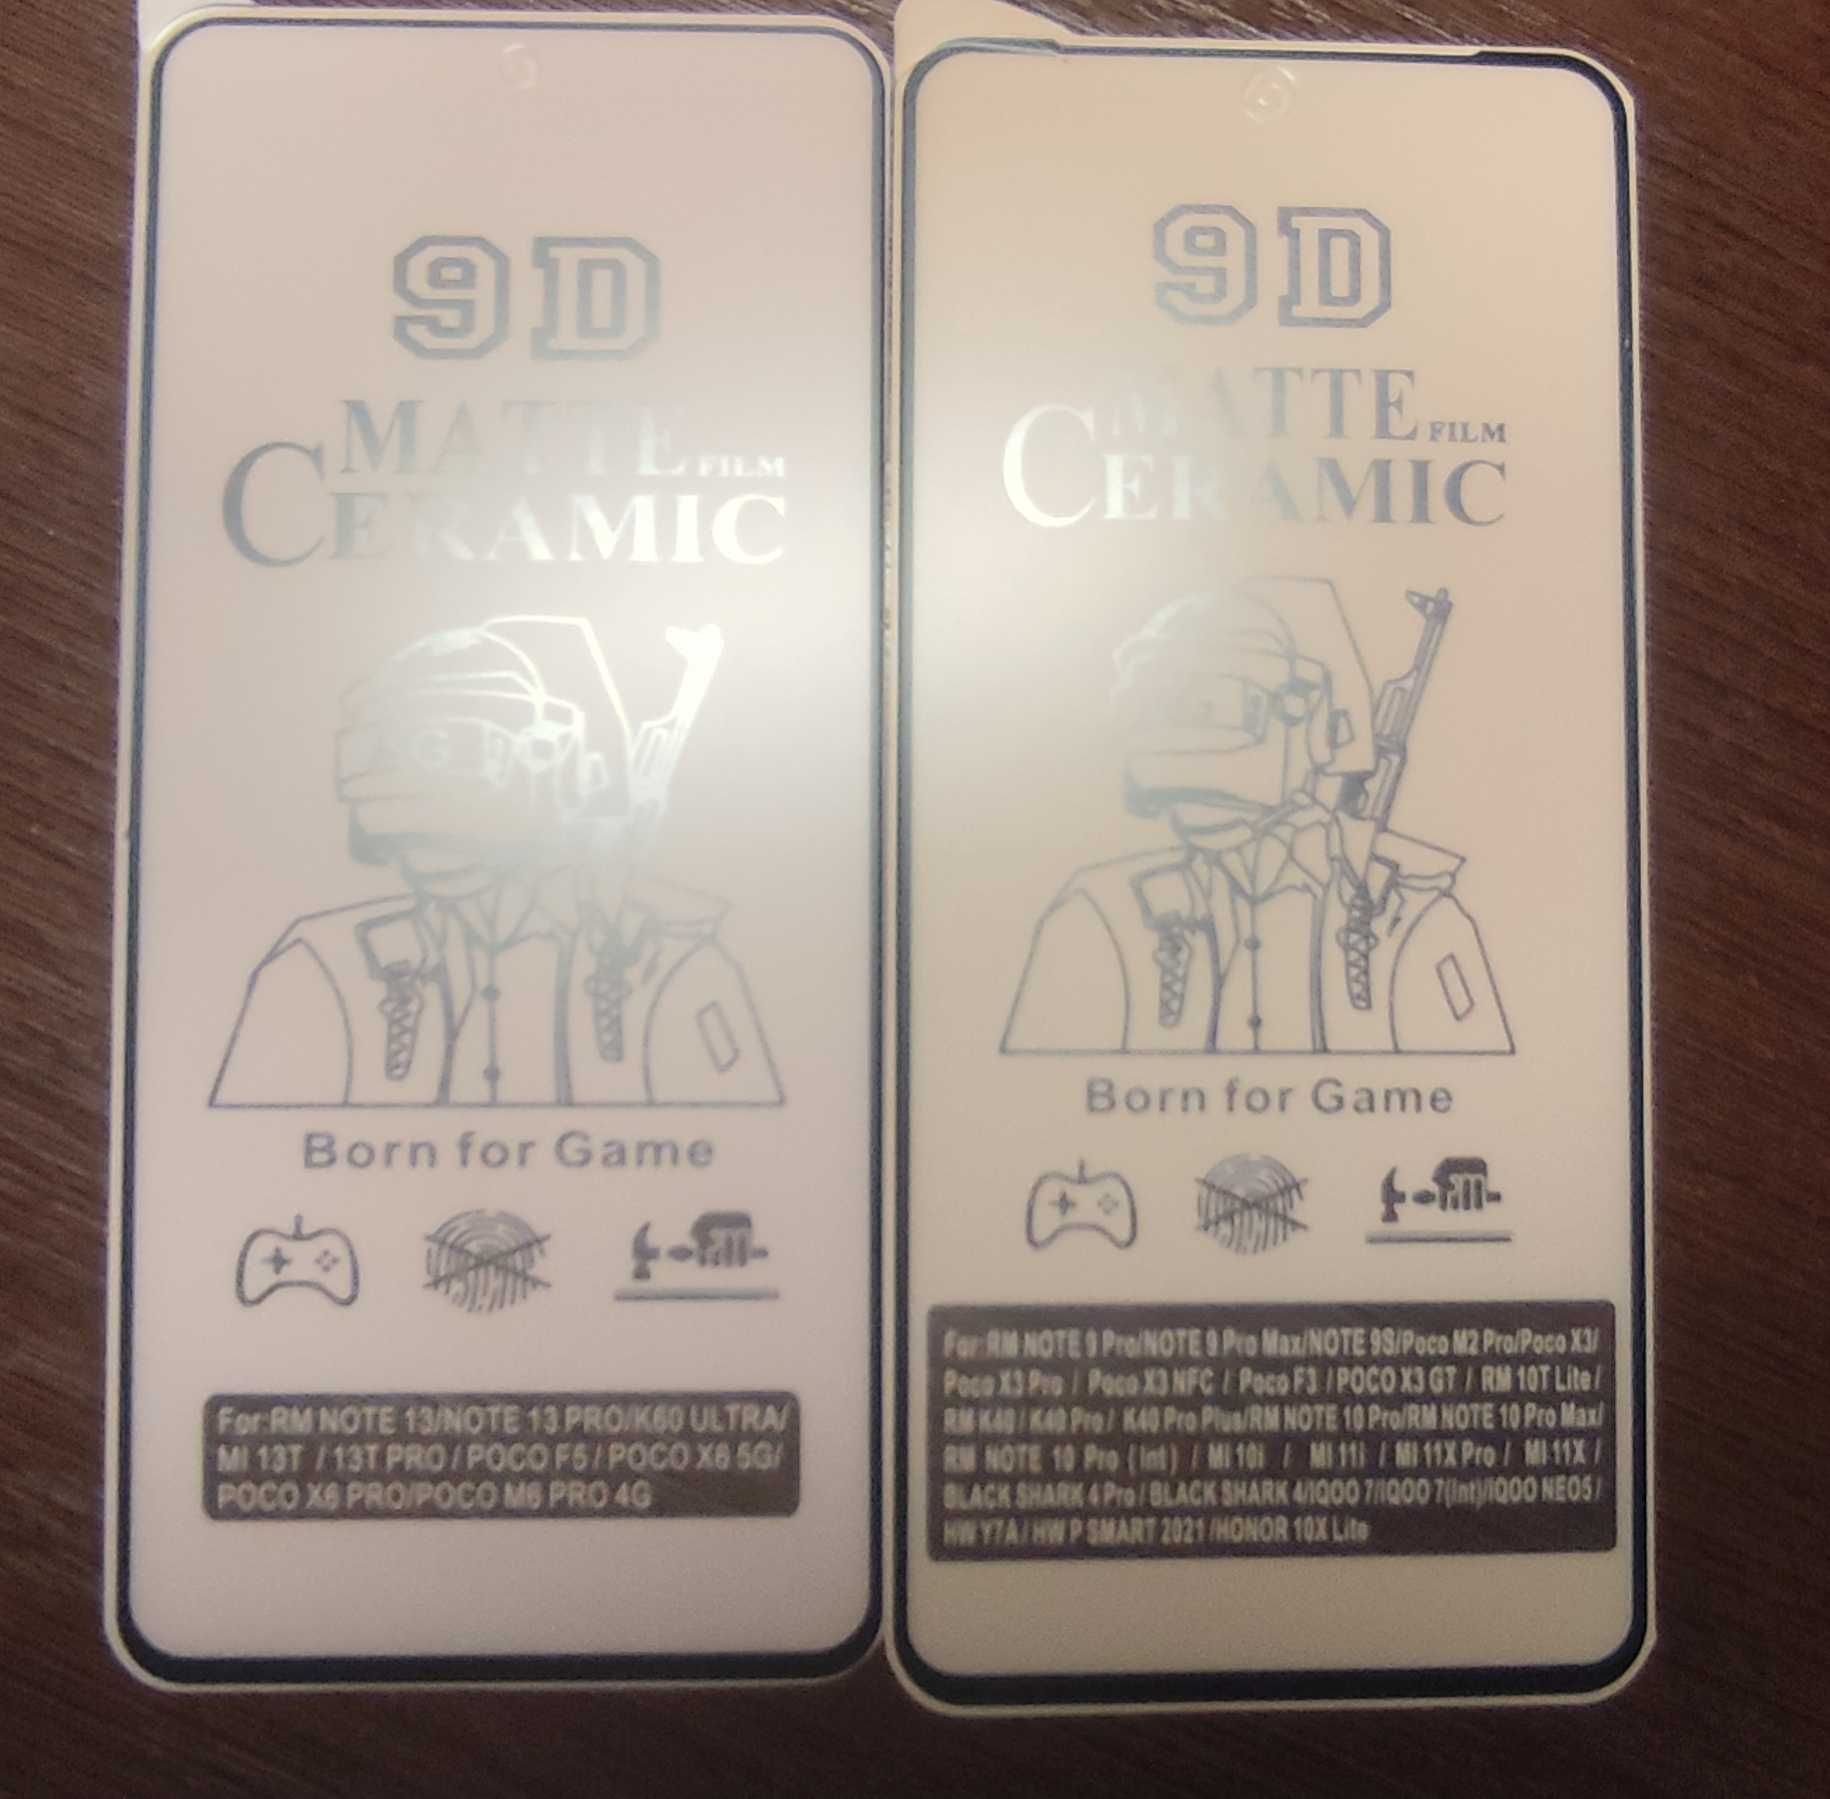 9D
MATTE FILM
CERAMIC
Born for Game
For:RM NOTE 13/NOTE 13 PRO/K60 ULTRA/
MI 13T / 13T PRO / POCO F5 / POCO X6 5G/
POCO X6 PRO/POCO M6 PRO 4G
9D
MATTE FILM
CERAMIC
Born for Game
For:RM NOTE 9 Pro/NOTE 9 Pro Max/NOTE 9S/Poco M2 Pro/Poco X3/
Poco X3 Pro / Poco X3 NFC / Poco F3 / POCO X3 GT / RM 10T Lite/
RM K40 / K40 Pro / K40 Pro Plus/RM NOTE 10 Pro/RM NOTE 10 Pro Max/
RM NOTE 10 Pro (Int) / Mi 10i / MI 11i / MI 11X Pro / MI 11X /
BLACK SHARK 4 Pro / BLACK SHARK 4/IQOO 7/IQOO 7(Int)/IQOO NEO5 /
HW Y7A / HW P SMART 2021 /HONOR 10X Lite